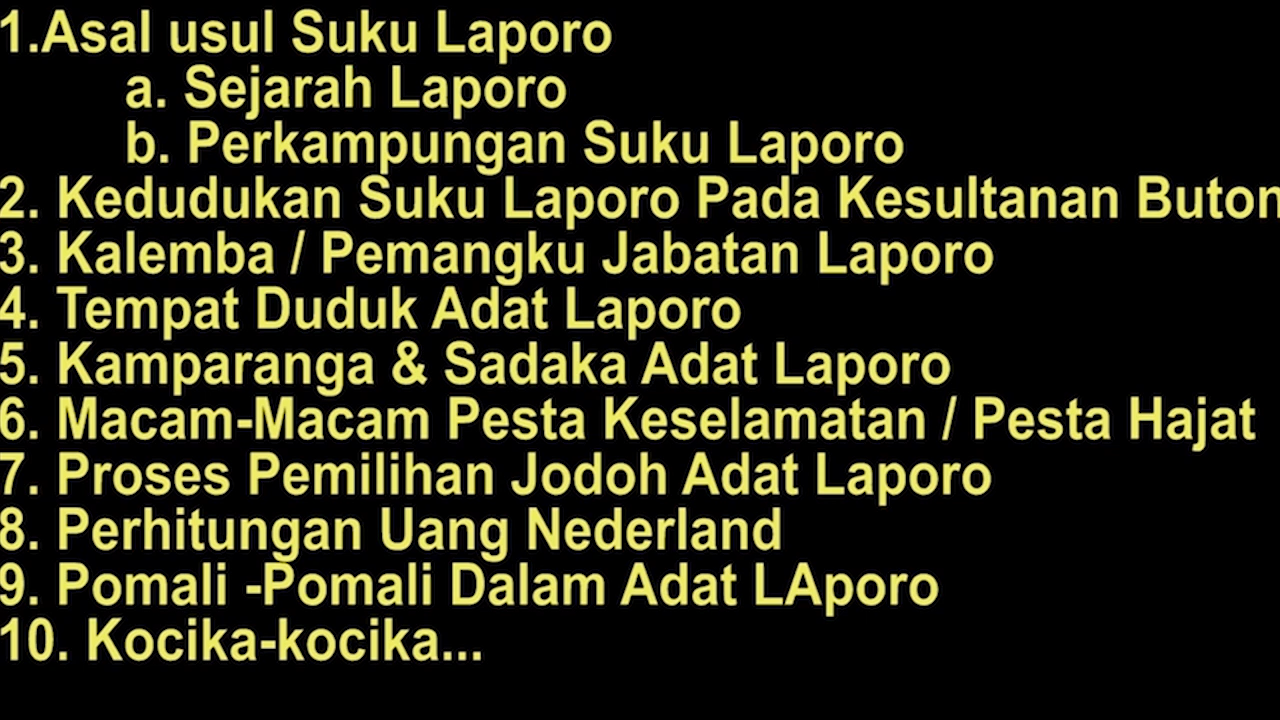 1.Asal usul Suku Laporo
a. Sejarah Laporo
b. Perkampungan Suku Laporo
2. Kedudukan Suku Laporo Pada Kesultanan Buton
3. Kalemba / Pemangku Jabatan Laporo
4. Tempat Duduk Adat Laporo
5. Kamparanga & Sadaka Adat Laporo
6. Macam-Macam Pesta Keselamatan / Pesta Hajat
7. Proses Pemilihan Jodoh Adat Laporo
8. Perhitungan Uang Nederland
9. Pomali -Pomali Dalam Adat LAporo
10. Kocika-kocika...